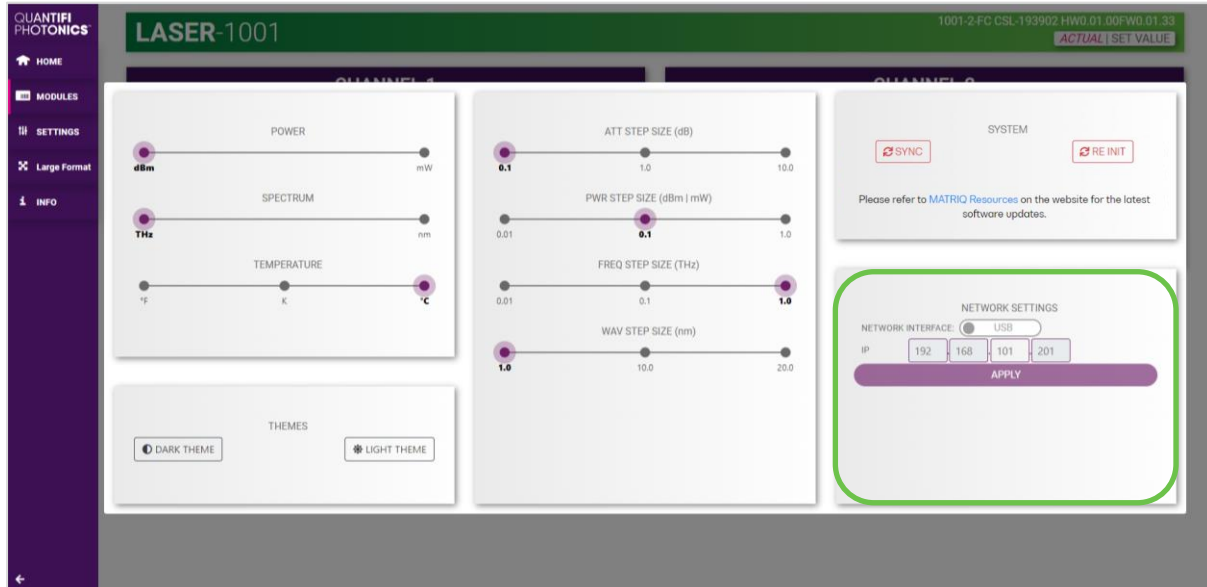 QUANTIFI
PHOTONICS
HOME
MODULES
SETTINGS
Large Format
INFO
LASER-1001
1001-2-FC CSL-193902 HW0.01.00FW0.01.33
ACTUAL | SET VALUE
POWER
dBm mW
SPECTRUM
THz nm
TEMPERATURE
°F K °C
THEMES
DARK THEME LIGHT THEME
ATT STEP SIZE (dB)
0.1 1.0 10.0
PWR STEP SIZE (dBm | mW)
0.01 0.1 1.0
FREQ STEP SIZE (THz)
0.01 0.1 1.0
WAV STEP SIZE (nm)
1.0 10.0 20.0
SYSTEM
SYNC RE INIT
Please refer to MATRIQ Resources on the website for the latest
software updates.
NETWORK SETTINGS
NETWORK INTERFACE: USB
IP 192 . 168 . 101 . 201
APPLY